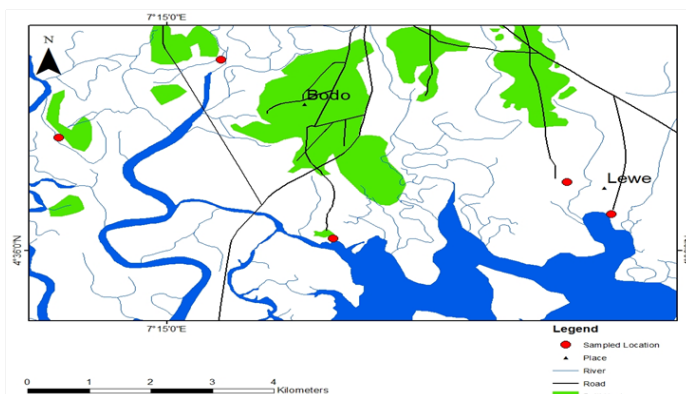 7°15'0"E
N
Bodo
Lewe
4°36'0"N
7°15'0"E
Legend
Sampled Location
Place
River
Road
0 1 2 3 4
Kilometers